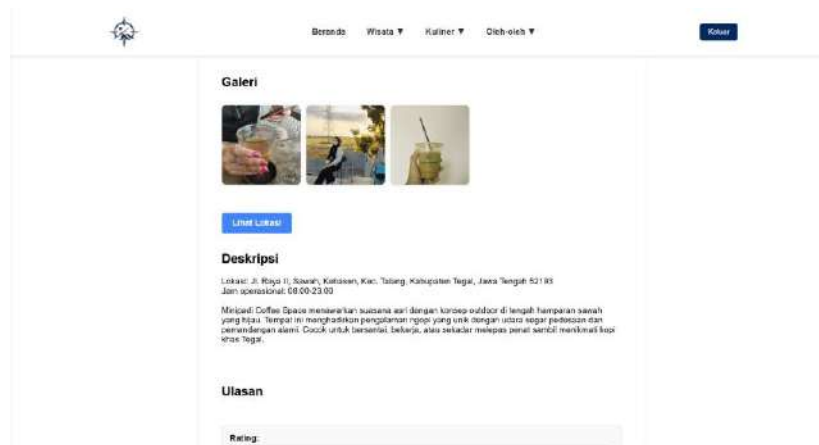 Beranda Wisata ▼ Kuliner ▼ Oleh-oleh ▼ Keluar
Galeri
Lihat Lokasi
Deskripsi
Lokasi: Jl. Raya II, Sawah, Kec. Talang, Kabupaten Tegal, Jawa Tengah 52193
Jam operasional: 08.00-23.00
Minipadi Coffee Space menawarkan suasana asri dengan konsep outdoor di tengah hamparan sawah
yang hijau. Tempat ini menghadirkan pengalaman ngopi yang unik dengan udara segar pedesaan dan
pemandangan alami. Cocok untuk bersantai, bekerja, atau sekadar melepas penat sambil menikmati kopi
khas Tegal.
Ulasan
Rating: